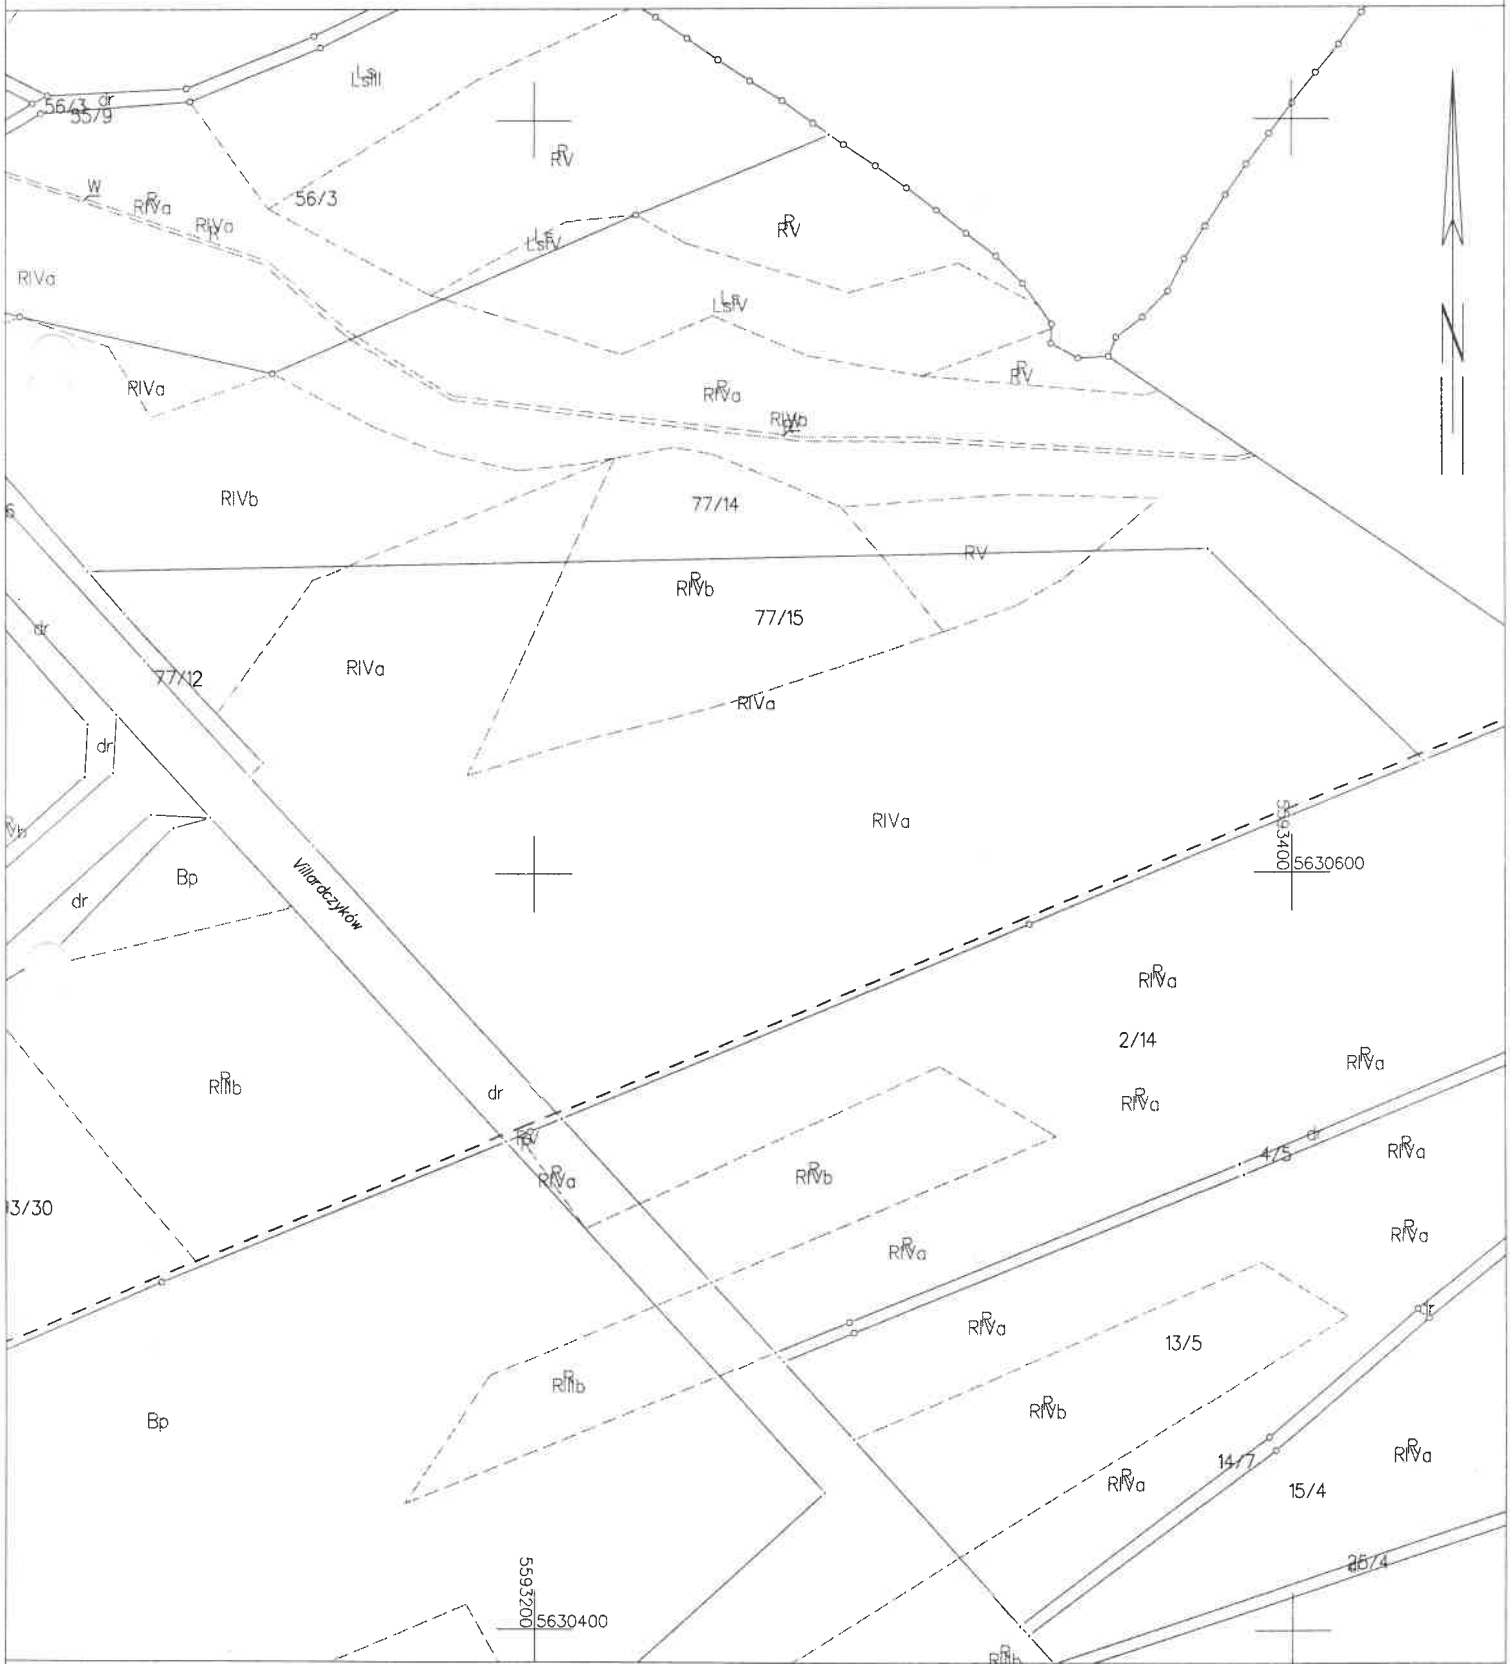 Ls
LsIII
dr
56/3
55/9
R
RV
W
R
RIVa
56/3
RIVa
R
RV
Ls
LsIV
RIVa
Ls
LsIV
R
RV
RIVa
R
RIVa
RIVb
RIVb
77/14
RV
R
RIVb
77/15
dr
RIVa
77/12
RIVa
N
dr
RIVa
5593400
5630600
Villardczyków
Bp
dr
R
RIVa
2/14
R
RIVa
R
RIIIb
dr
R
RIVa
dr
4/5
R
RIVa
R
RIVa
R
RIVb
13/30
R
RIVa
R
RIVa
dr
R
RIVa
13/5
R
RIIIb
R
RIVb
Bp
R
RIVa
14/7
R
RIVa
15/4
5593200
5630400
R
RIIIb